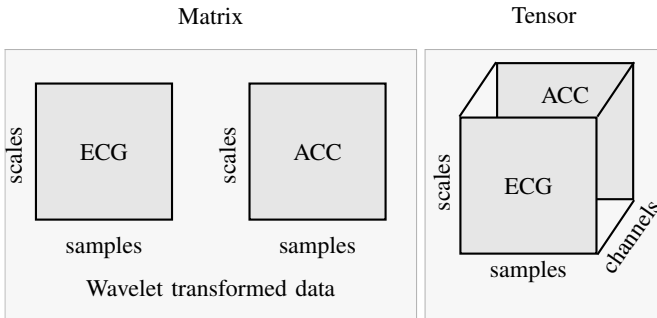 Matrix
scales
ECG
samples
scales
ACC
samples
Wavelet transformed data
Tensor
ACC
scales
ECG
samples
channels